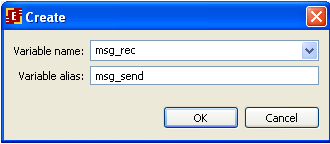 Create
Variable name: msg_rec
Variable alias: msg_send
OK Cancel